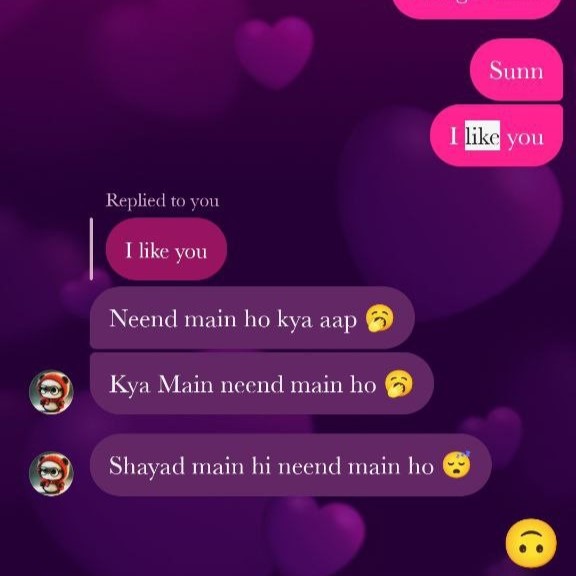 Sunn
I like you
Replied to you
I like you
Neend main ho kya aap 🥱
Kya Main neend main ho 🥱
Shayad main hi neend main ho 😴
🙃